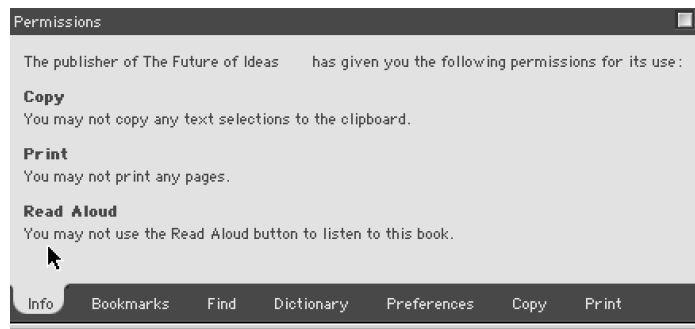 Permissions
The publisher of The Future of Ideas has given you the following permissions for its use:
Copy
You may not copy any text selections to the clipboard.
Print
You may not print any pages.
Read Aloud
You may not use the Read Aloud button to listen to this book.
Info Bookmarks Find Dictionary Preferences Copy Print